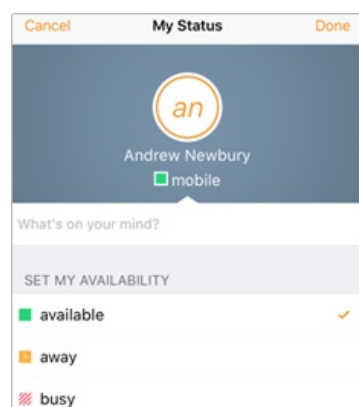 Cancel My Status Done
an
Andrew Newbury
mobile
What's on your mind?
SET MY AVAILABILITY
available
away
busy